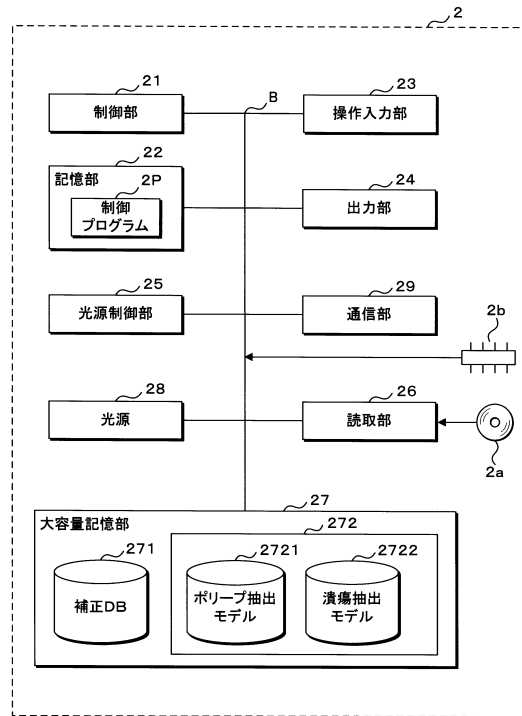 2
21
制御部
B
23
操作入力部
22
記憶部
2P
制御
プログラム
24
出力部
25
光源制御部
29
通信部
2b
28
光源
26
読取部
2a
27
大容量記憶部
272
271
補正DB
2721
ポリープ抽出
モデル
2722
潰瘍抽出
モデル